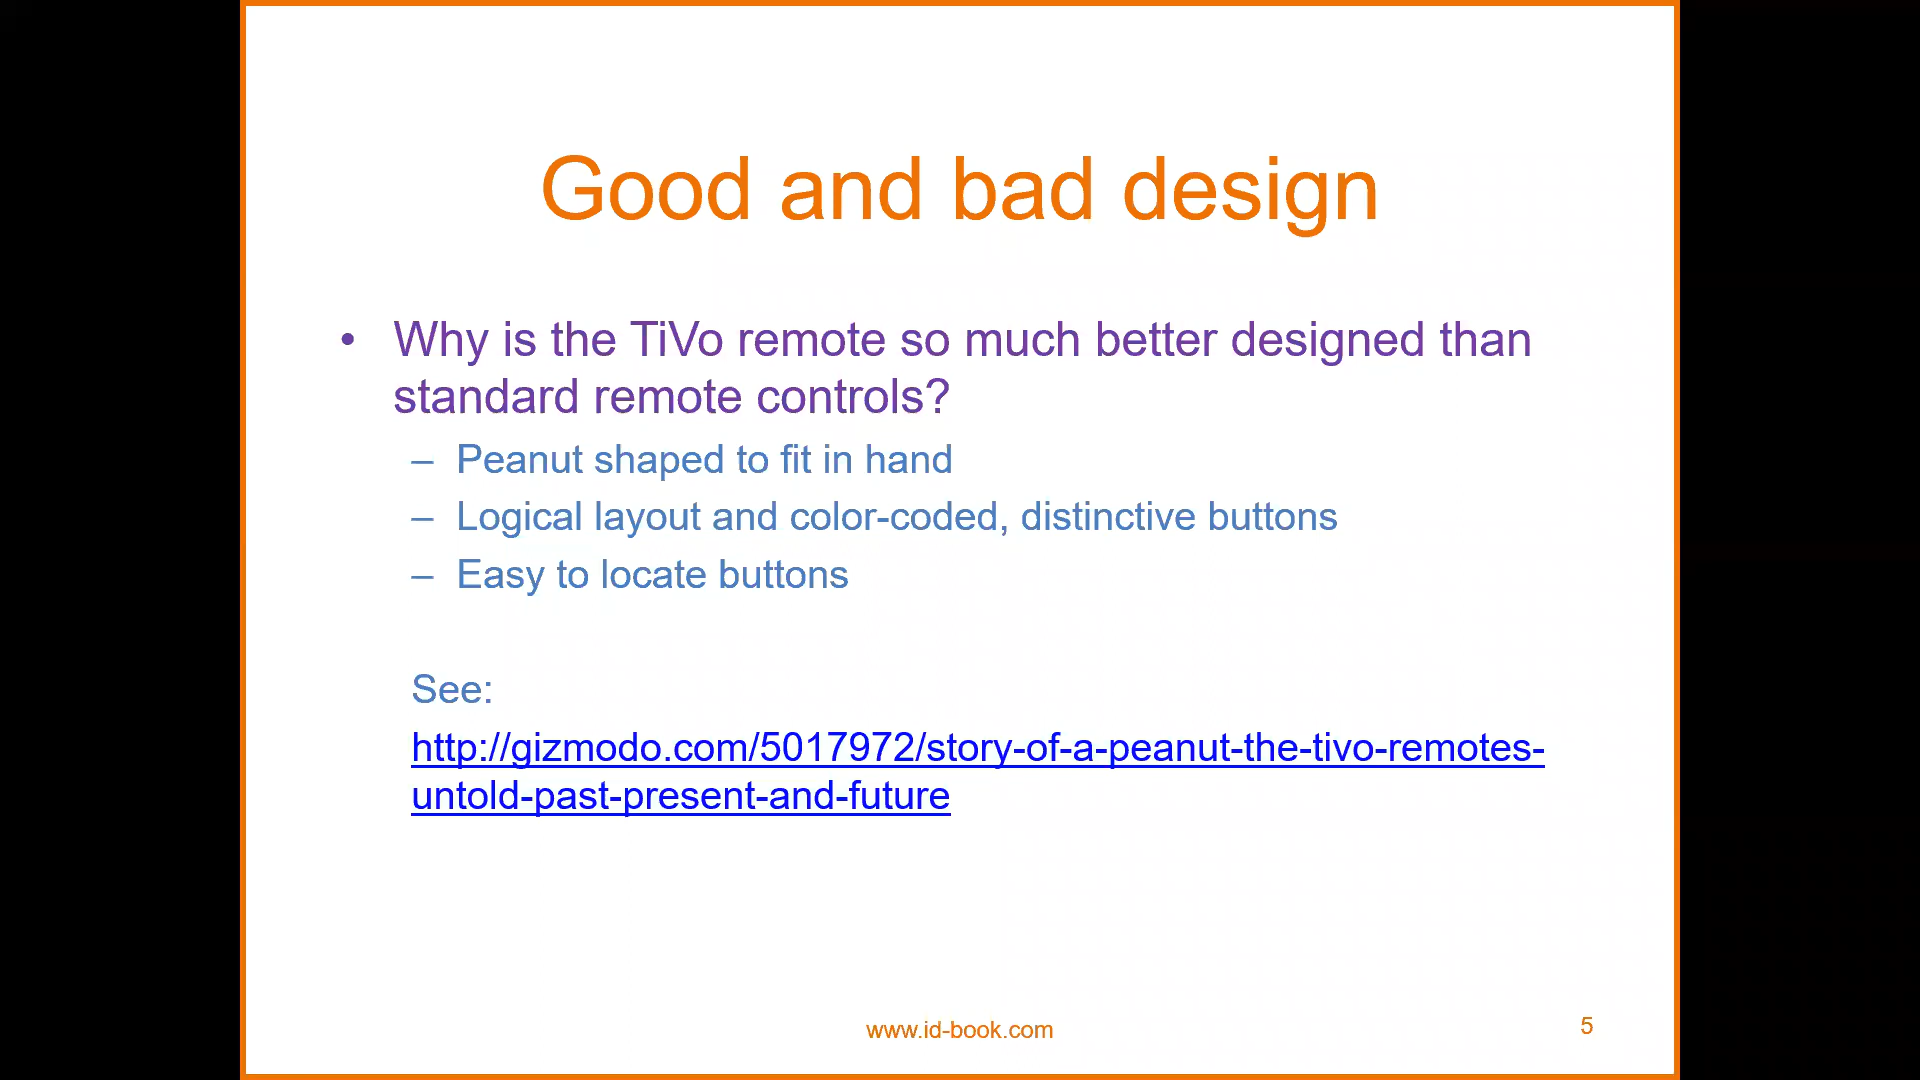 Good and bad design
• Why is the TiVo remote so much better designed than
standard remote controls?
– Peanut shaped to fit in hand
– Logical layout and color-coded, distinctive buttons
– Easy to locate buttons
See:
http://gizmodo.com/5017972/story-of-a-peanut-the-tivo-remotes-
untold-past-present-and-future
www.id-book.com
5